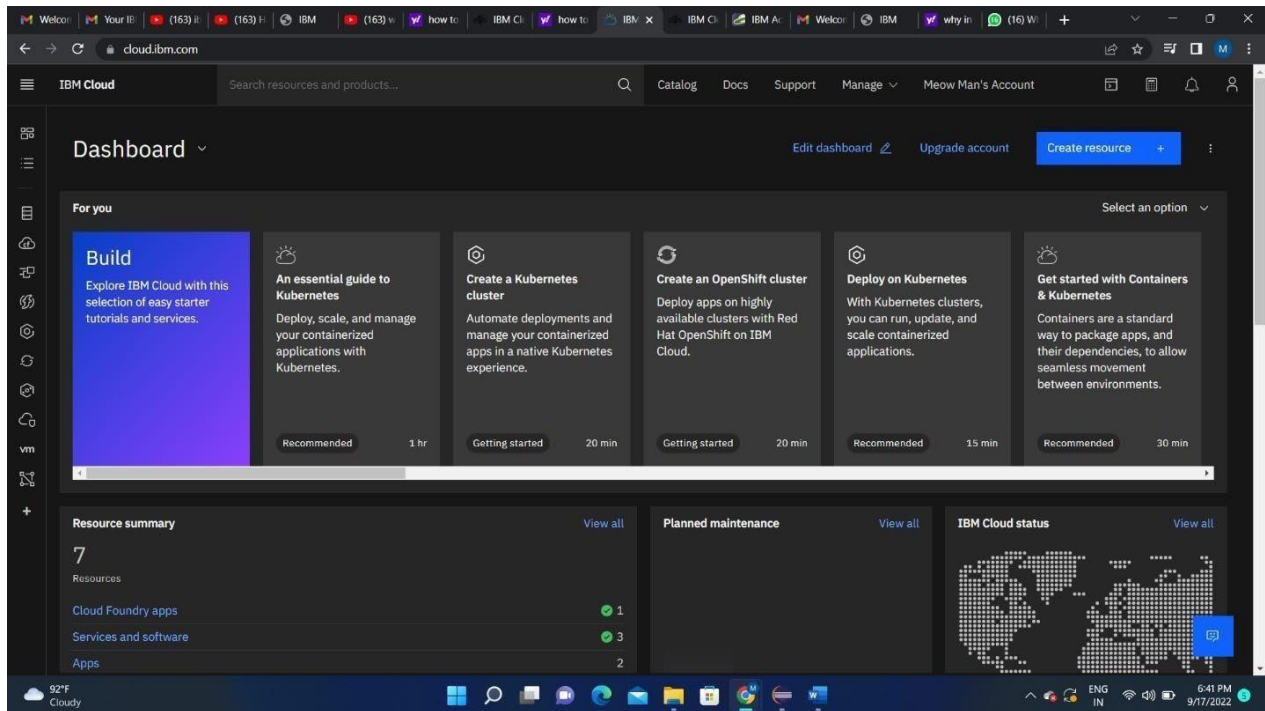 Welcon
Your IB
(163) it
(163) H
IBM
(163) w
how to
IBM Cl
how to
IBM
IBM Cl
IBM Ac
Welcor
IBM
why in
(16) W
cloud.ibm.com
M
IBM Cloud
Search resources and products...
Catalog
Docs
Support
Manage
Meow Man's Account
Dashboard
Edit dashboard
Upgrade account
Create resource +
For you
Select an option
Build
Explore IBM Cloud with this
selection of easy starter
tutorials and services.
An essential guide to
Kubernetes
Deploy, scale, and manage
your containerized
applications with
Kubernetes.
Recommended
1 hr
Create a Kubernetes
cluster
Automate deployments and
manage your containerized
apps in a native Kubernetes
experience.
Getting started
20 min
Create an OpenShift cluster
Deploy apps on highly
available clusters with Red
Hat OpenShift on IBM
Cloud.
Getting started
20 min
Deploy on Kubernetes
With Kubernetes clusters,
you can run, update, and
scale containerized
applications.
Recommended
15 min
Get started with Containers
& Kubernetes
Containers are a standard
way to package apps, and
their dependencies, to allow
seamless movement
between environments.
Recommended
30 min
vm
Resource summary
View all
7
Resources
Cloud Foundry apps
1
Services and software
3
Apps
2
Planned maintenance
View all
IBM Cloud status
View all
92°F
Cloudy
ENG
IN
6:41 PM
9/17/2022
5